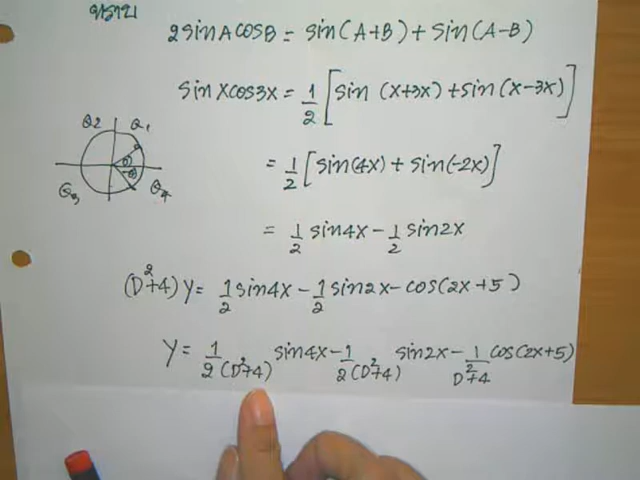 2sinAcosB = sin(A+B) + sin(A-B)
sinxcos3x = 1/2 [sin (x+3x) + sin (x-3x)]
Q2 Q1
Q3 θ -θ Q4
= 1/2 [sin(4x) + sin(-2x)]
= 1/2 sin4x - 1/2 sin2x
(D²+4) y = 1/2 sin4x - 1/2 sin2x - cos(2x+5)
y = 1/2(D²+4) sin4x - 1/2(D²+4) sin2x - 1/D²+4 cos(2x+5)